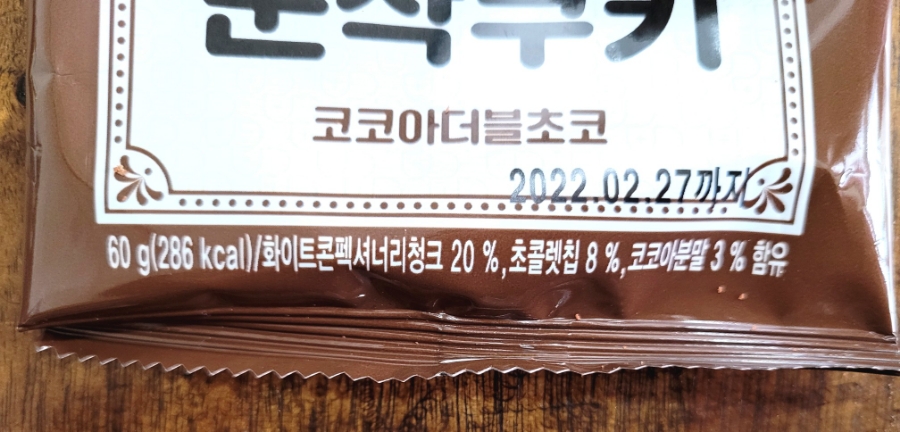 쿠키
코코아더블초코
2022.02.27까지
60 g(286 kcal)/화이트콘펙셔너리청크 20 %, 초콜렛칩 8 %, 코코아분말 3 % 함유